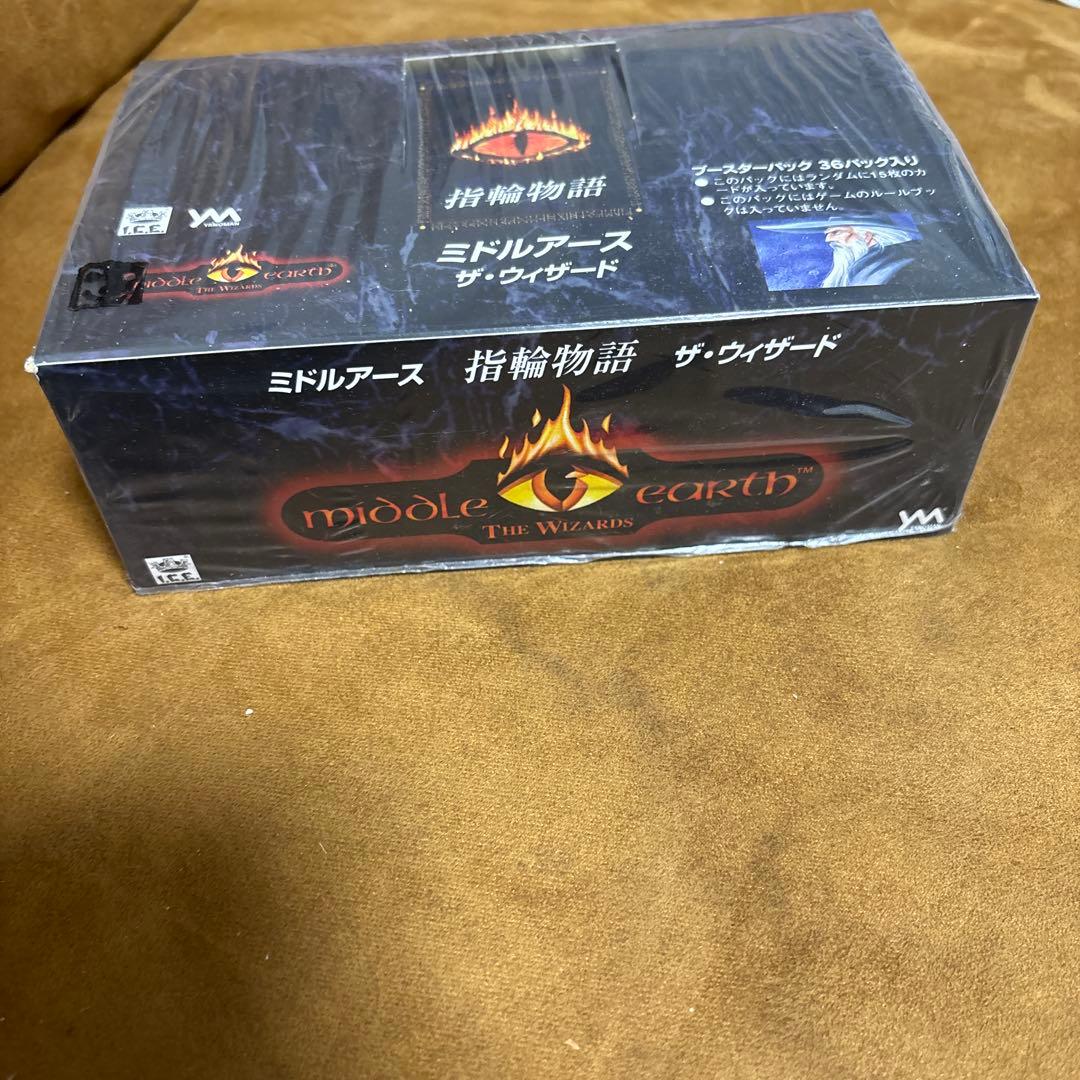 指輪物語
ミドルアース
ザ・ウィザード
ブースターパック 36パック入り
● このパックにはランダムに15枚のカ
ードが入っています。
● このパックにはゲームのルールブッ
クは入っていません。
I.C.E.
YM
YANOMAN
middle earth
THE WIZARDS
ミドルアース 指輪物語 ザ・ウィザード
middle earth™
THE WIZARDS
I.C.E.
YM
YANOMAN